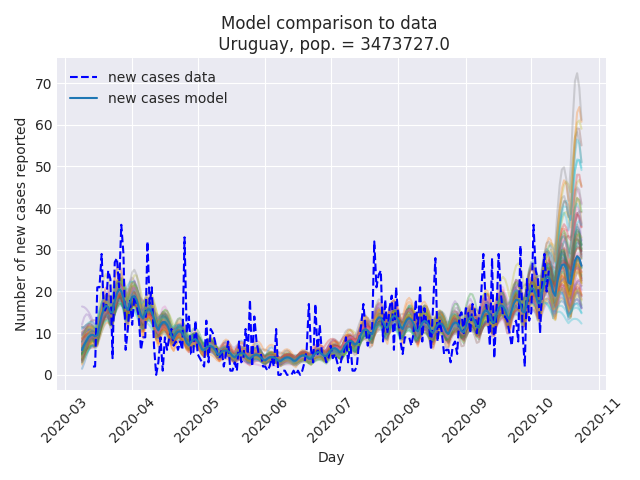 Model comparison to data
Uruguay, pop. = 3473727.0
new cases data
new cases model
Number of new cases reported
70
60
50
40
30
20
10
0
2020-03
2020-04
2020-05
2020-06
2020-07
2020-08
2020-09
2020-10
2020-11
Day